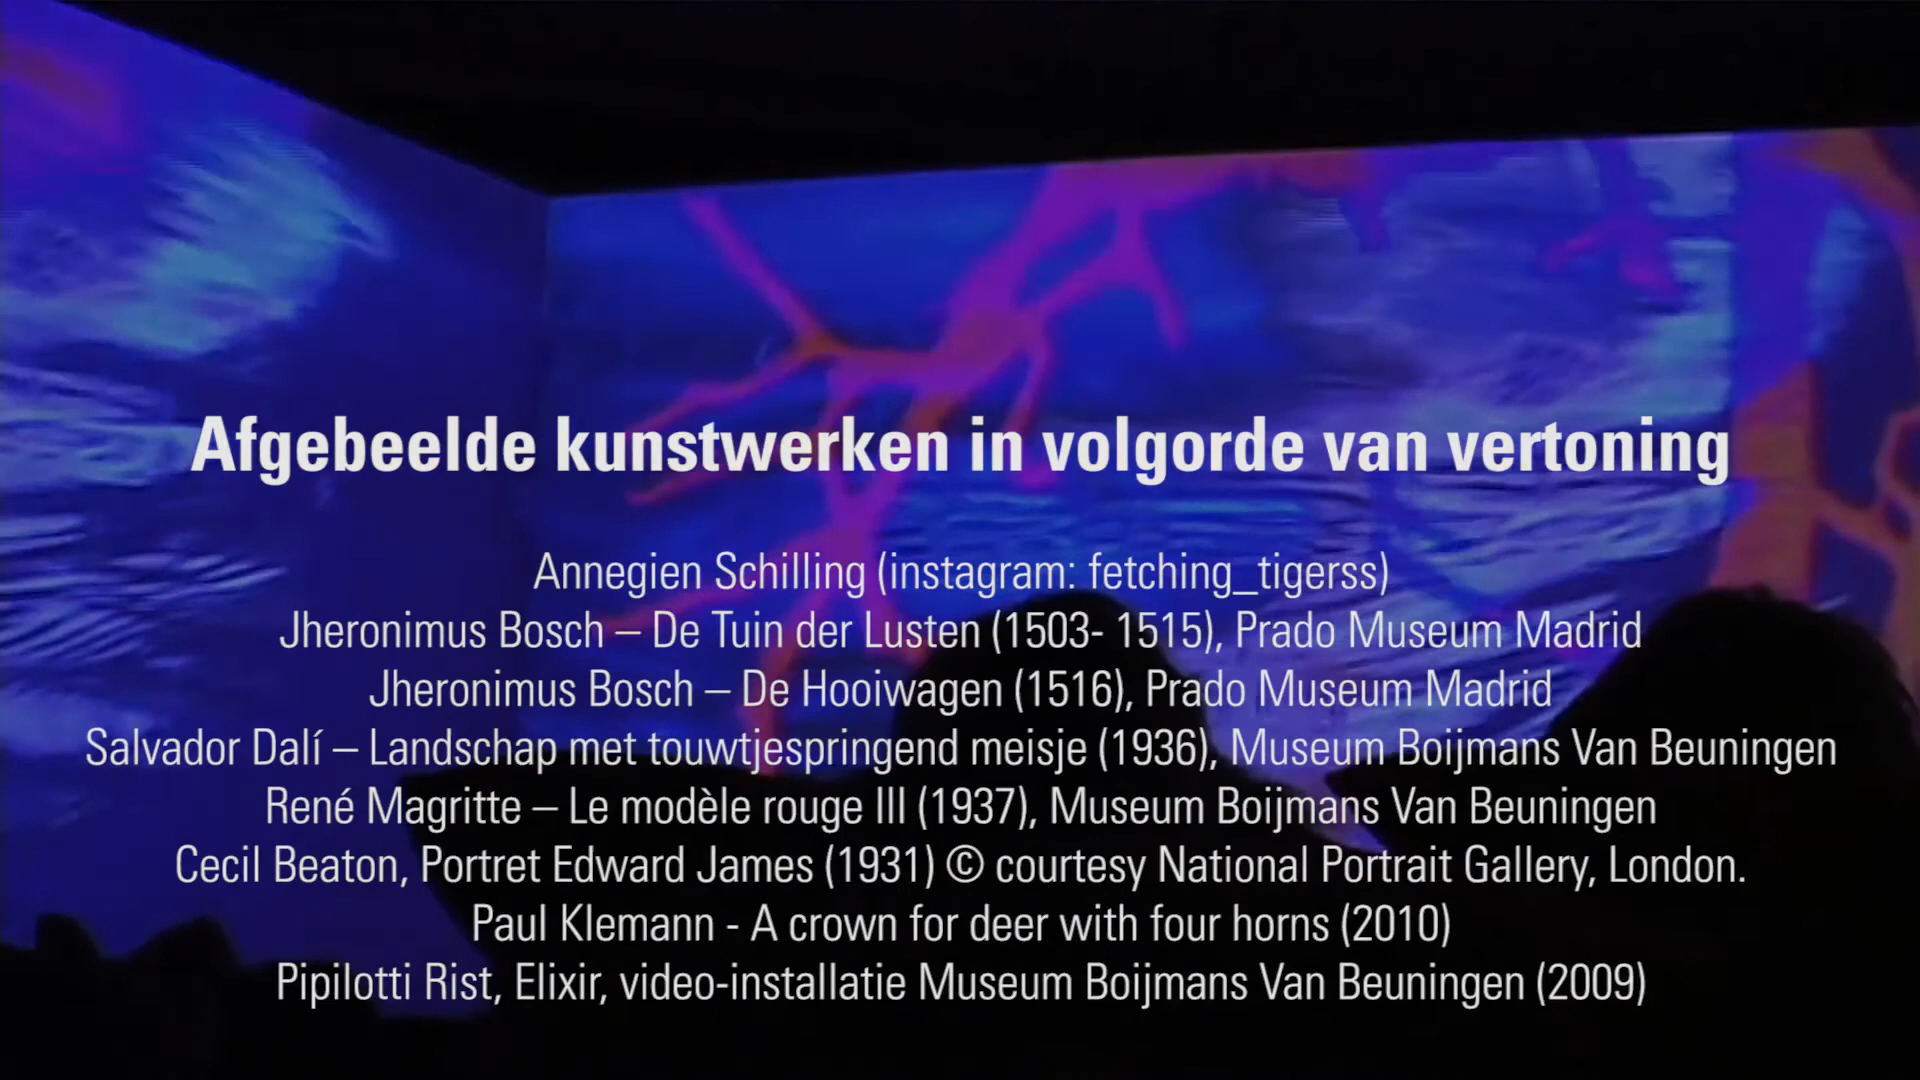 Afgebeelde kunstwerken in volgorde van vertoning
Annegien Schilling (instagram: fetching_tigerss)
Jheronimus Bosch – De Tuin der Lusten (1503- 1515), Prado Museum Madrid
Jheronimus Bosch – De Hooiwagen (1516), Prado Museum Madrid
Salvador Dalí – Landschap met touwtjespringend meisje (1936), Museum Boijmans Van Beuningen
René Magritte – Le modèle rouge III (1937), Museum Boijmans Van Beuningen
Cecil Beaton, Portret Edward James (1931) © courtesy National Portrait Gallery, London.
Paul Klemann - A crown for deer with four horns (2010)
Pipilotti Rist, Elixir, video-installatie Museum Boijmans Van Beuningen (2009)